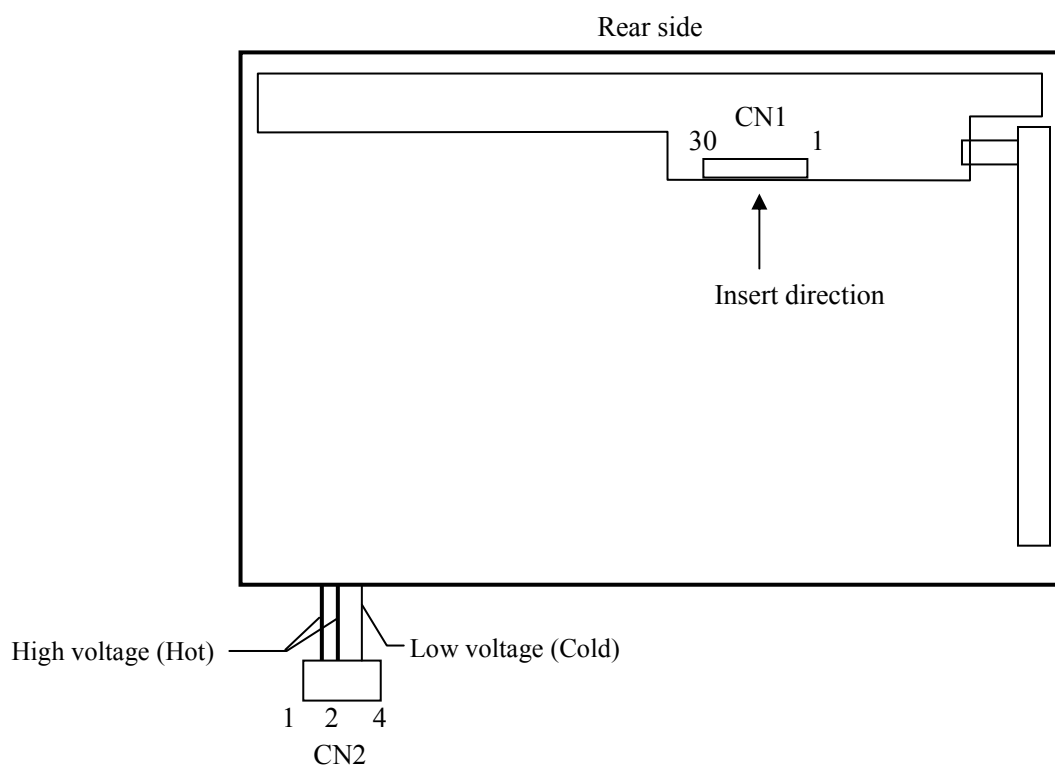 Rear side
CN1
30 1
Insert direction
High voltage (Hot)
Low voltage (Cold)
1 2 4
CN2